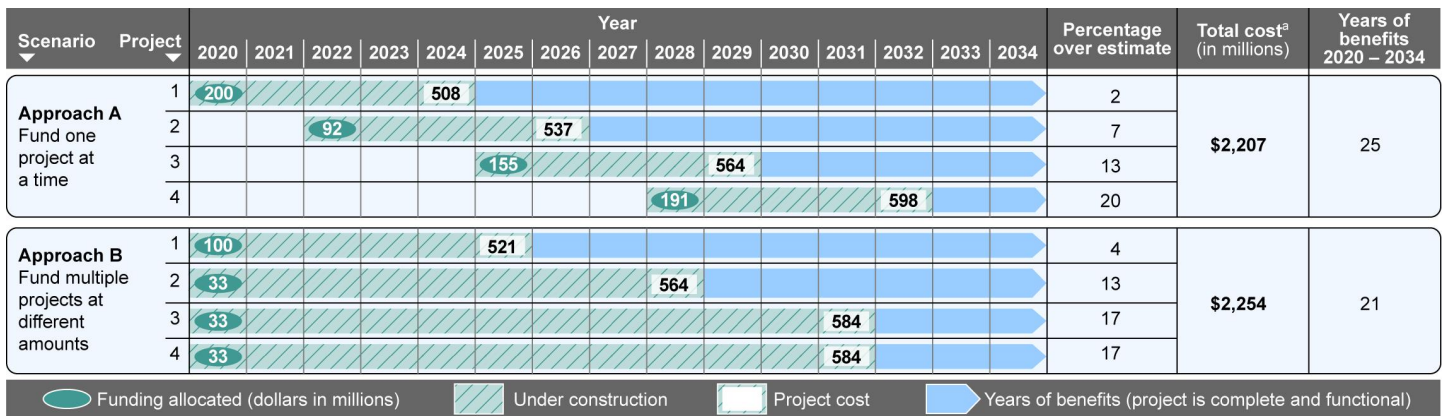 Scenario Project Year Percentage over estimate Total costᵃ (in millions) Years of benefits 2020 – 2034
2020 2021 2022 2023 2024 2025 2026 2027 2028 2029 2030 2031 2032 2033 2034
Approach A
Fund one
project at
a time
1 200 508 2
2 92 537 7
3 155 564 13
4 191 598 20
$2,207 25
Approach B
Fund multiple
projects at
different
amounts
1 100 521 4
2 33 564 13
3 33 584 17
4 33 584 17
$2,254 21
Funding allocated (dollars in millions) Under construction Project cost Years of benefits (project is complete and functional)